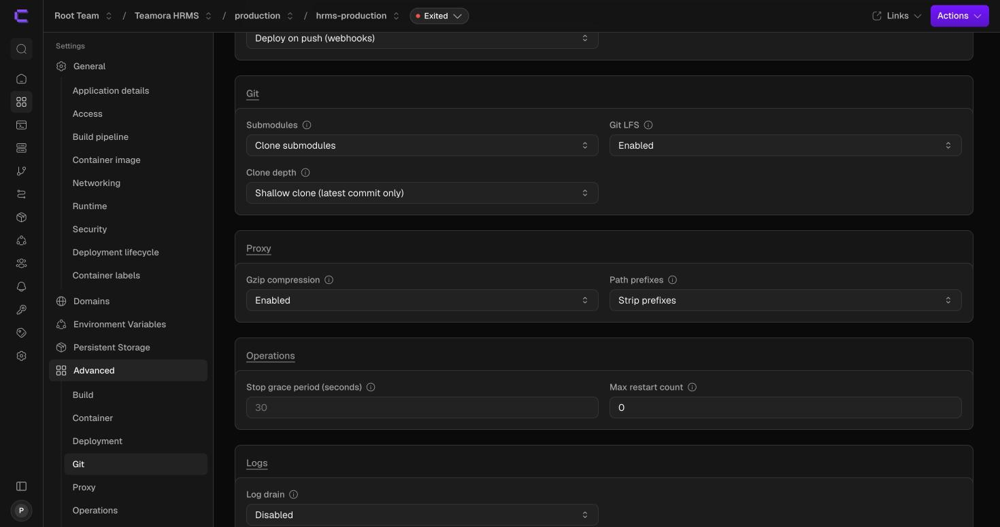 Root Team / Teamora HRMS / production / hrms-production Exited Links Actions
Settings
General
Application details
Access
Build pipeline
Container image
Networking
Runtime
Security
Deployment lifecycle
Container labels
Domains
Environment Variables
Persistent Storage
Advanced
Build
Container
Deployment
Git
Proxy
Operations
P
Deploy on push (webhooks)
Git
Submodules Git LFS
Clone submodules Enabled
Clone depth
Shallow clone (latest commit only)
Proxy
Gzip compression Path prefixes
Enabled Strip prefixes
Operations
Stop grace period (seconds) Max restart count
30 0
Logs
Log drain
Disabled